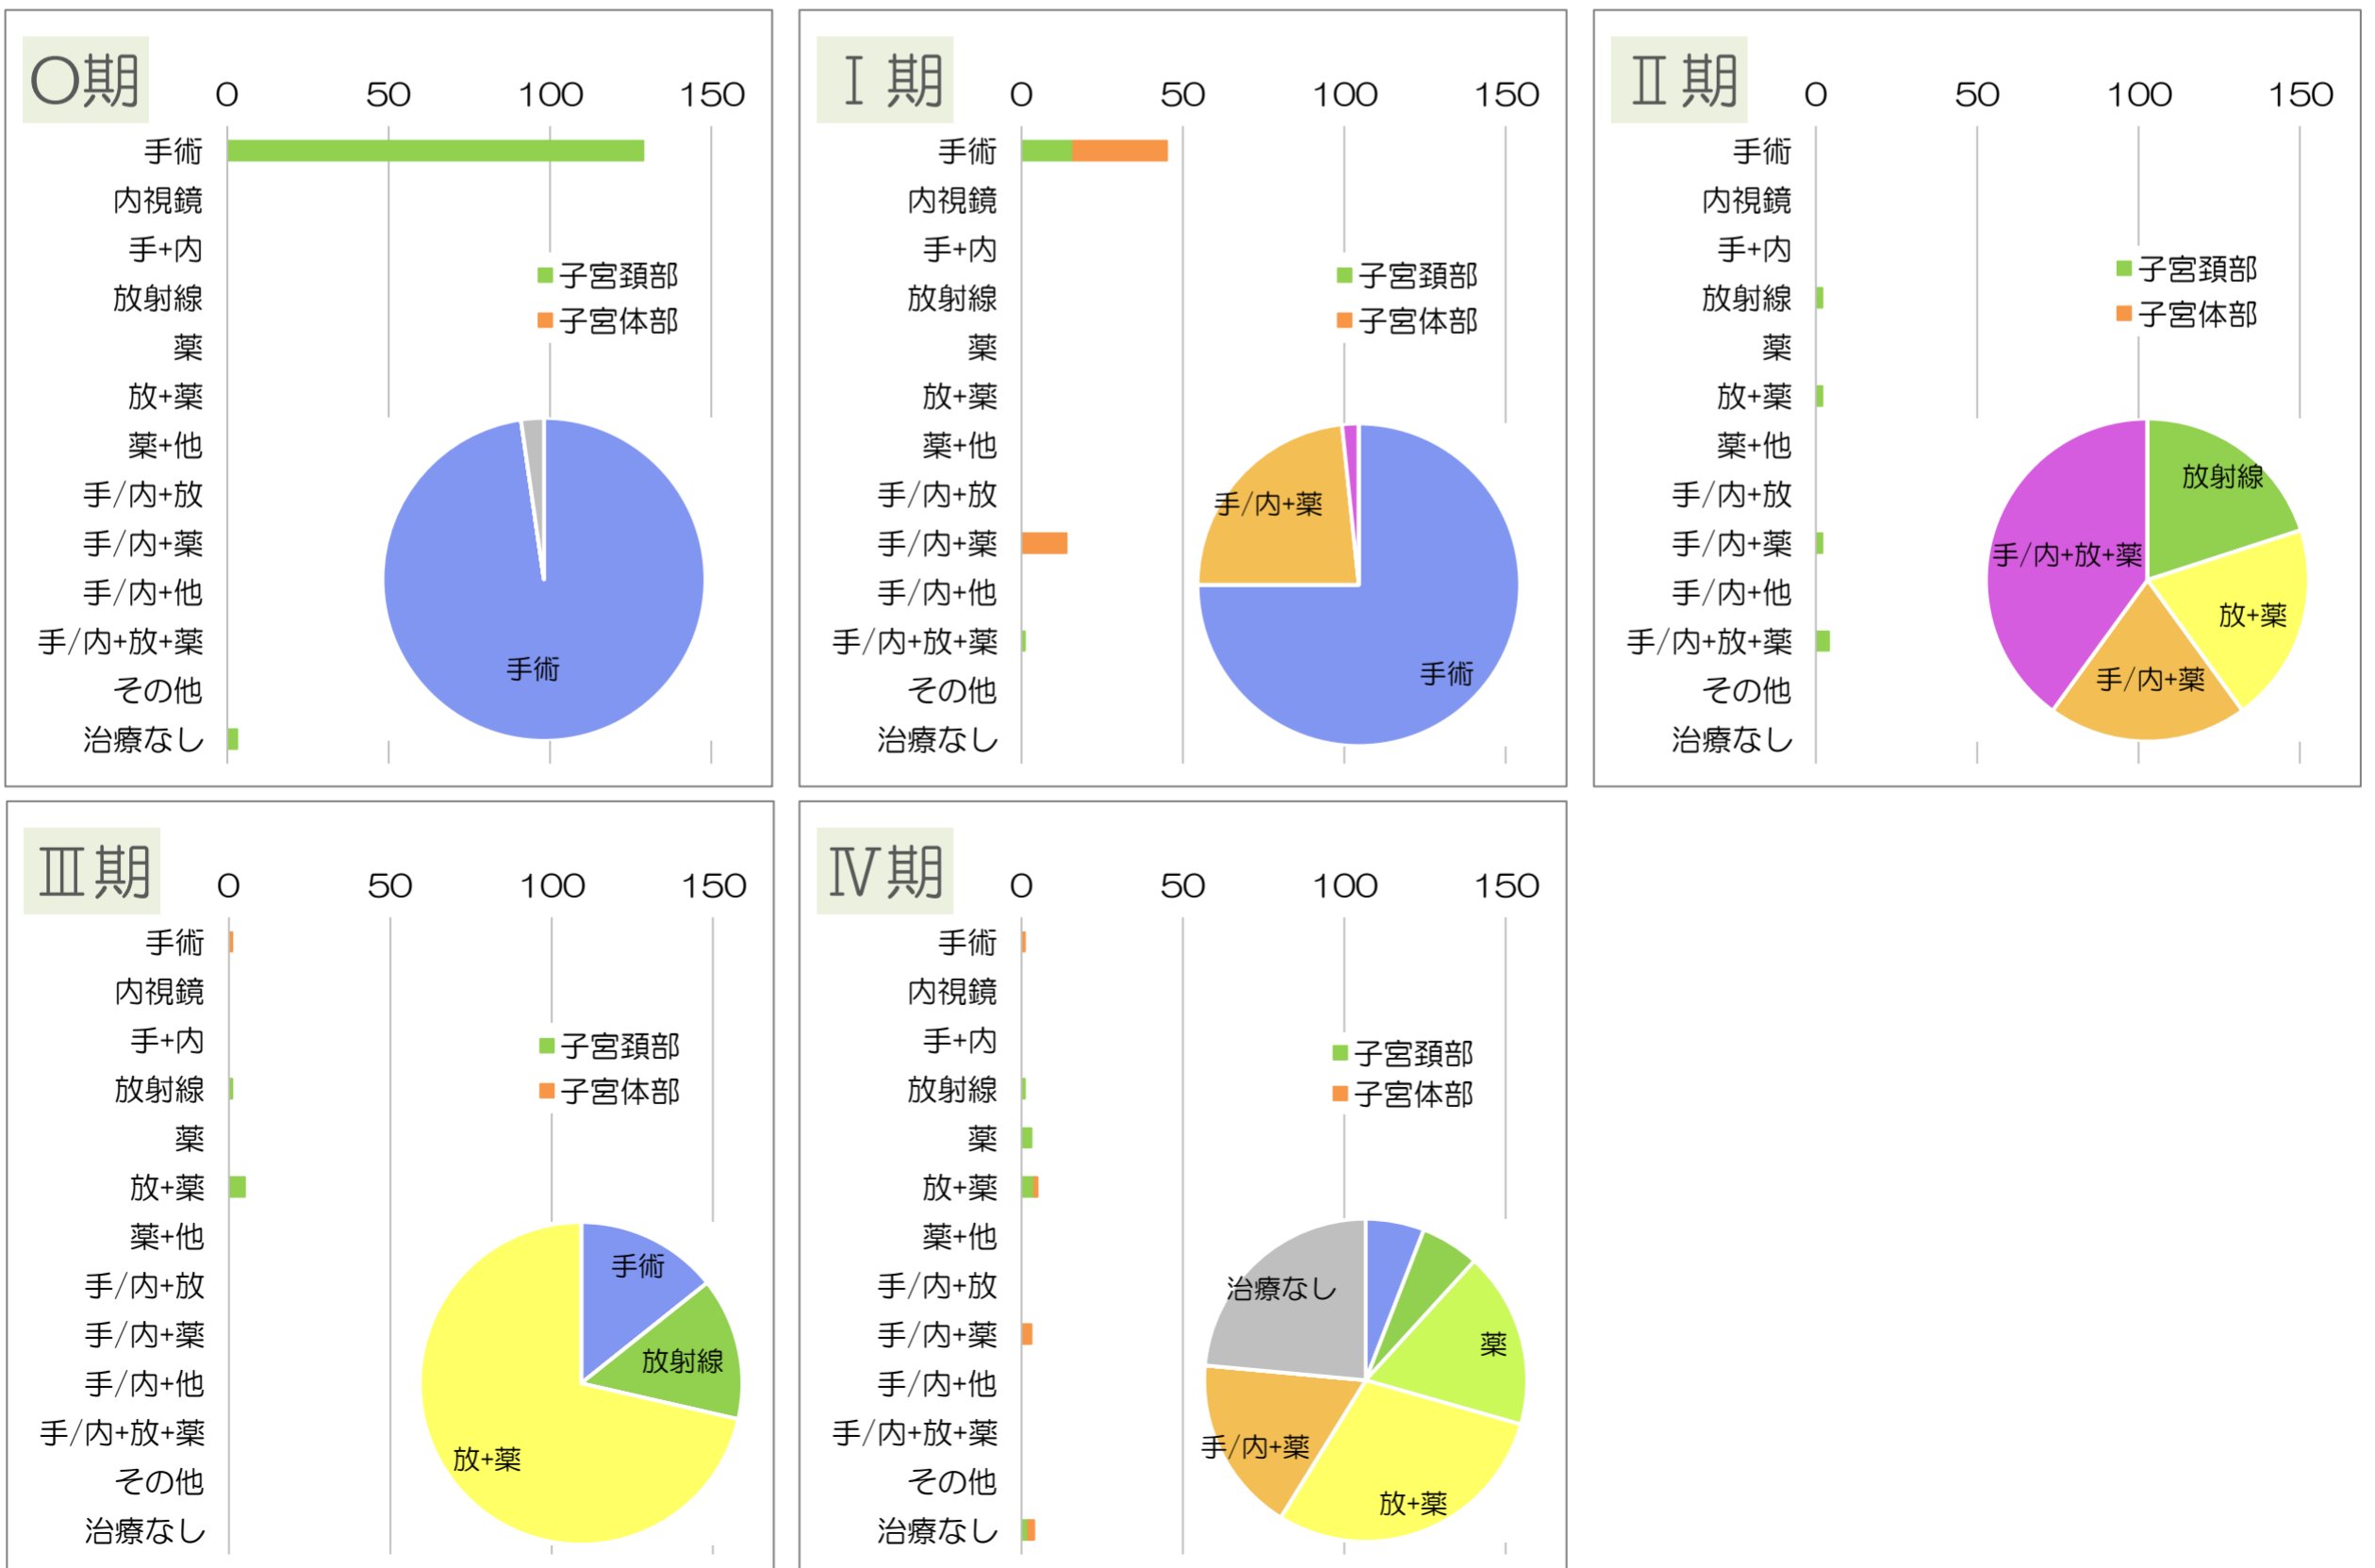 〇期
0 50 100 150
手術
内視鏡
手+内
放射線
薬
放+薬
薬+他
手/内+放
手/内+薬
手/内+他
手/内+放+薬
その他
治療なし
子宮頚部
子宮体部
手術
Ⅰ期
0 50 100 150
手術
内視鏡
手+内
放射線
薬
放+薬
薬+他
手/内+放
手/内+薬
手/内+他
手/内+放+薬
その他
治療なし
子宮頚部
子宮体部
手/内+薬
手術
Ⅱ期
0 50 100 150
手術
内視鏡
手+内
放射線
薬
放+薬
薬+他
手/内+放
手/内+薬
手/内+他
手/内+放+薬
その他
治療なし
子宮頚部
子宮体部
放射線
手/内+放+薬
放+薬
手/内+薬
Ⅲ期
0 50 100 150
手術
内視鏡
手+内
放射線
薬
放+薬
薬+他
手/内+放
手/内+薬
手/内+他
手/内+放+薬
その他
治療なし
子宮頚部
子宮体部
手術
放射線
放+薬
Ⅳ期
0 50 100 150
手術
内視鏡
手+内
放射線
薬
放+薬
薬+他
手/内+放
手/内+薬
手/内+他
手/内+放+薬
その他
治療なし
子宮頚部
子宮体部
治療なし
薬
手/内+薬
放+薬